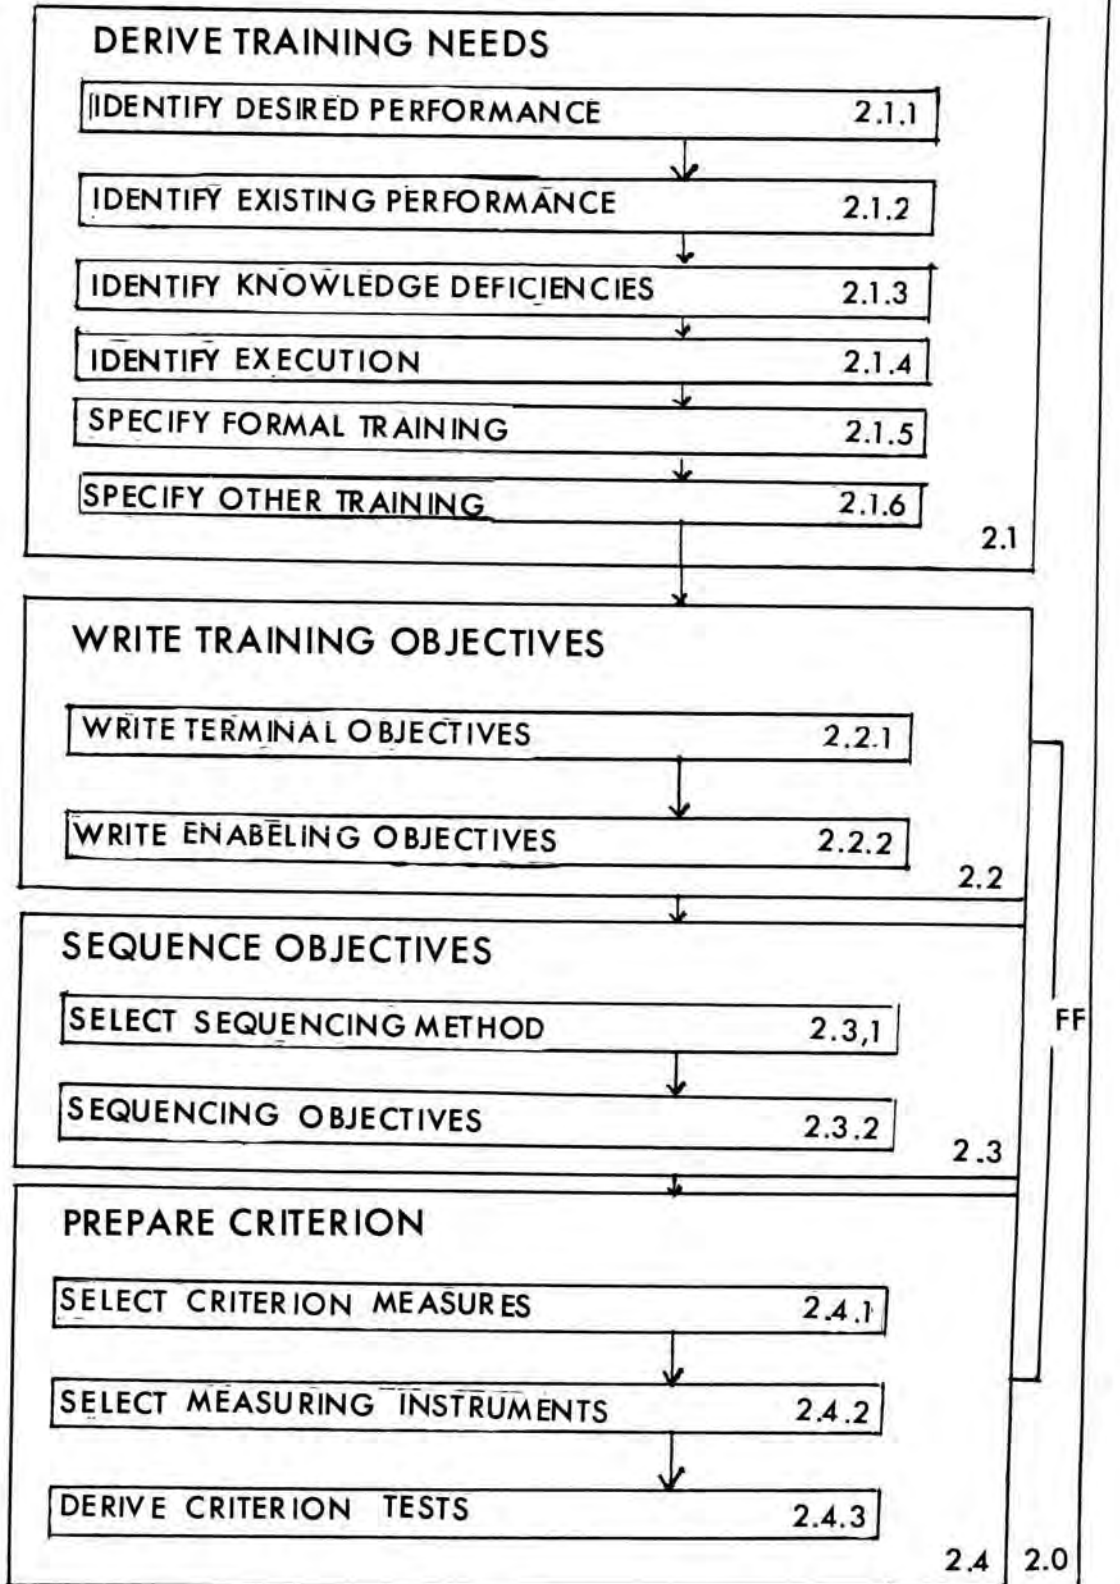 DERIVE TRAINING NEEDS
IDENTIFY DESIRED PERFORMANCE 2.1.1
IDENTIFY EXISTING PERFORMANCE 2.1.2
IDENTIFY KNOWLEDGE DEFICIENCIES 2.1.3
IDENTIFY EXECUTION 2.1.4
SPECIFY FORMAL TRAINING 2.1.5
SPECIFY OTHER TRAINING 2.1.6
2.1
WRITE TRAINING OBJECTIVES
WRITE TERMINAL OBJECTIVES 2.2.1
WRITE ENABELING OBJECTIVES 2.2.2
2.2
SEQUENCE OBJECTIVES
SELECT SEQUENCING METHOD 2.3,1
FF
SEQUENCING OBJECTIVES 2.3.2
2.3
PREPARE CRITERION
SELECT CRITERION MEASURES 2.4.1
SELECT MEASURING INSTRUMENTS 2.4.2
DERIVE CRITERION TESTS 2.4.3
2.4 2.0